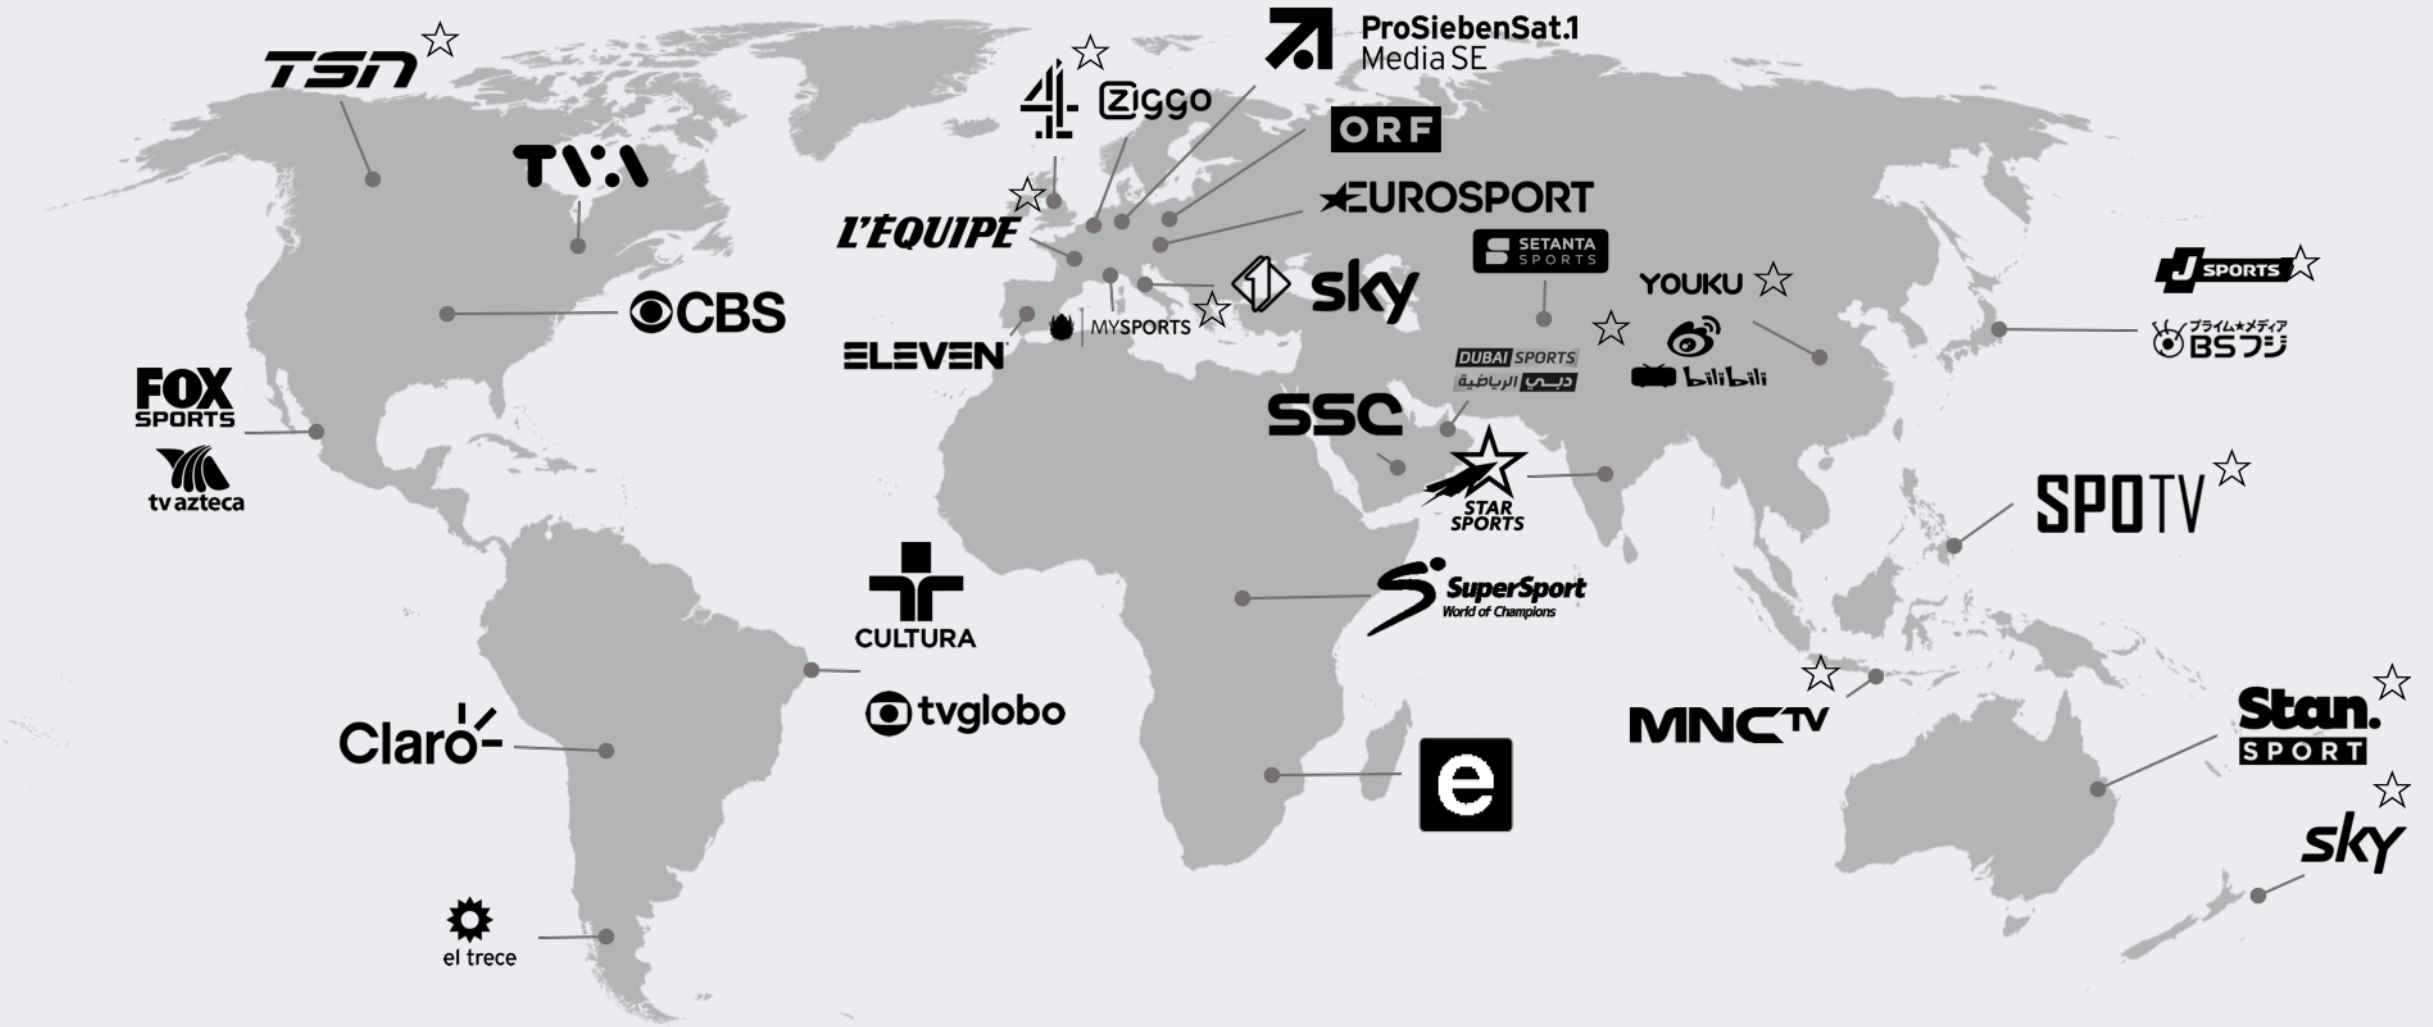 TSN
TVA
CBS
FOX
SPORTS
tv azteca
Claro
el trece
CULTURA
tvglobo
4
Ziggo
ProSiebenSat.1
Media SE
ORF
EUROSPORT
L'ÉQUIPE
ELEVEN
MYSPORTS
1
sky
SETANTA
SPORTS
YOUKU
bilibili
DUBAI SPORTS
دبي الرياضية
SSC
STAR
SPORTS
SuperSport
World of Champions
e
J SPORTS
プライム★メディア
BSフジ
SPOTV
MNCTV
Stan.
SPORT
sky